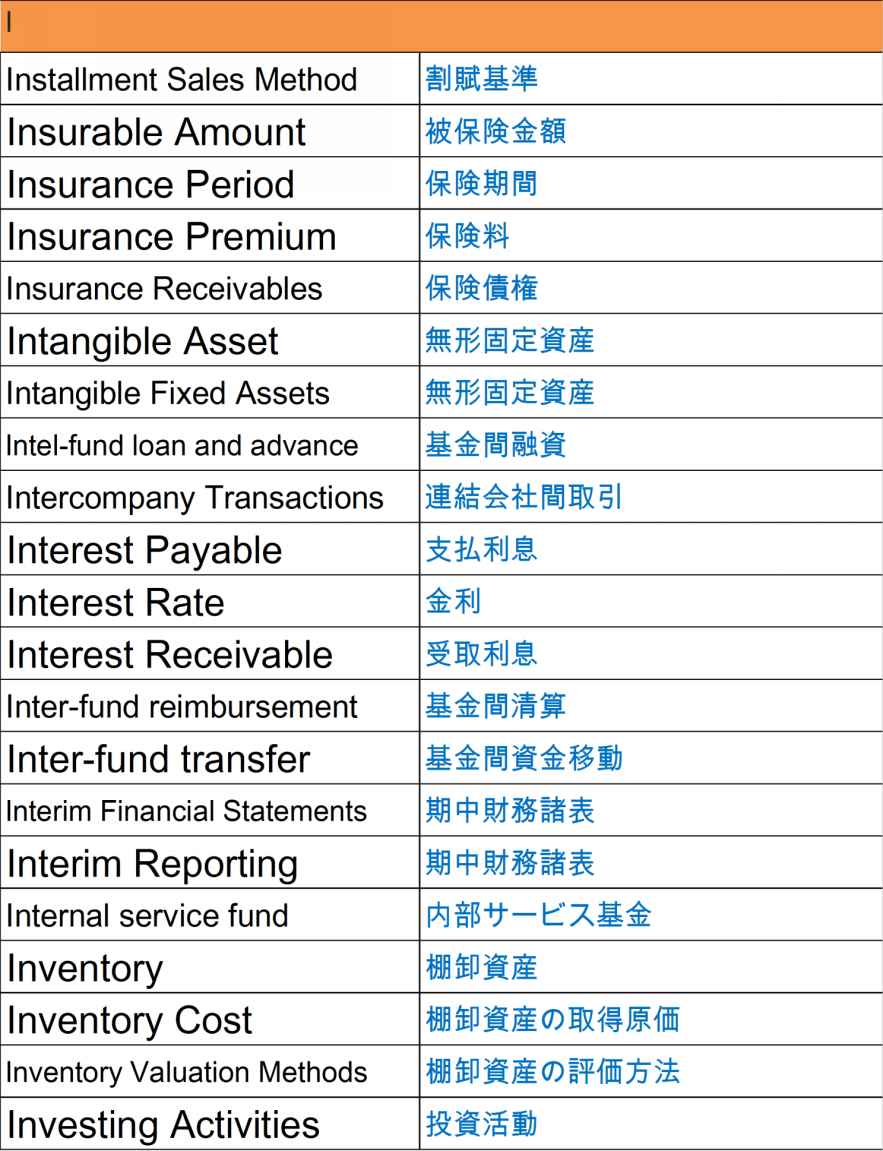 I
Installment Sales Method 割賦基準
Insurable Amount 被保険金額
Insurance Period 保険期間
Insurance Premium 保険料
Insurance Receivables 保険債権
Intangible Asset 無形固定資産
Intangible Fixed Assets 無形固定資産
Intel-fund loan and advance 基金間融資
Intercompany Transactions 連結会社間取引
Interest Payable 支払利息
Interest Rate 金利
Interest Receivable 受取利息
Inter-fund reimbursement 基金間清算
Inter-fund transfer 基金間資金移動
Interim Financial Statements 期中財務諸表
Interim Reporting 期中財務諸表
Internal service fund 内部サービス基金
Inventory 棚卸資産
Inventory Cost 棚卸資産の取得原価
Inventory Valuation Methods 棚卸資産の評価方法
Investing Activities 投資活動